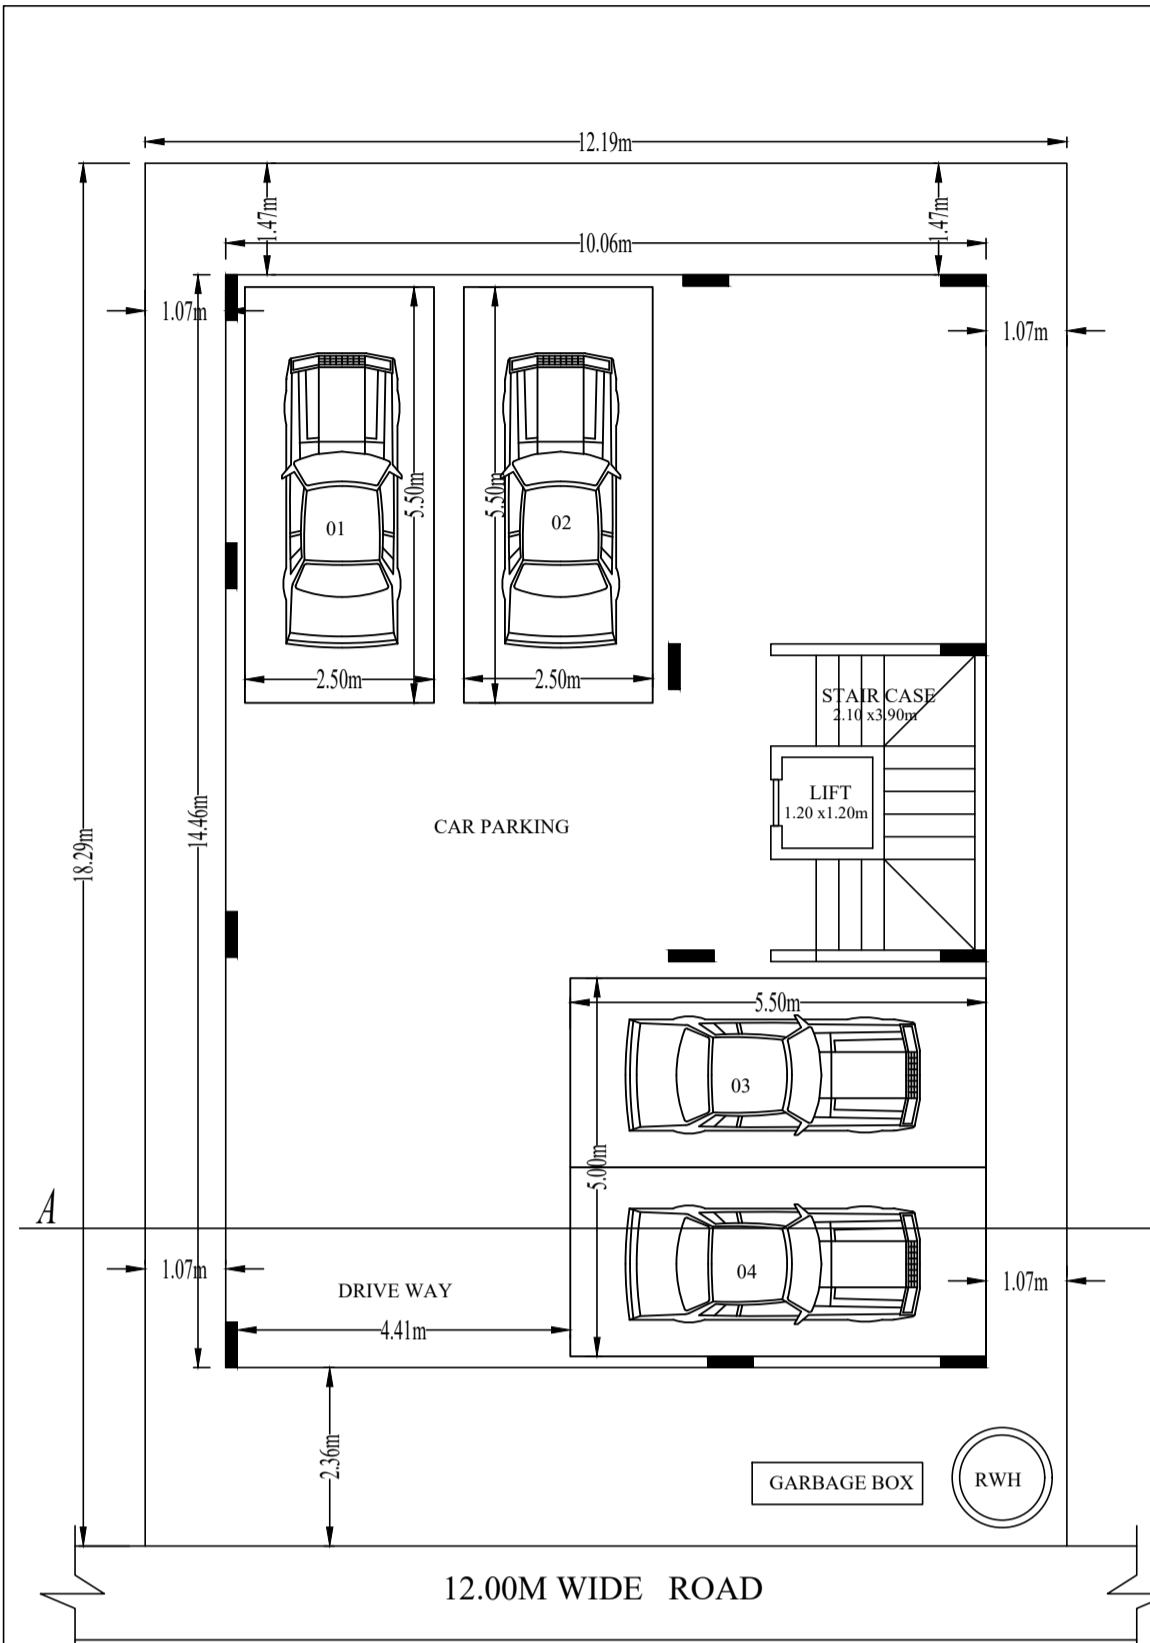 12.19m
1.47m
1.47m
10.06m
1.07m
1.07m
5.50m
5.50m
01
02
2.50m
2.50m
STAIR CASE
2.10 x3.90m
LIFT
1.20 x1.20m
CAR PARKING
14.46m
18.29m
5.50m
03
5.00m
A
1.07m
04
1.07m
DRIVE WAY
4.41m
2.36m
GARBAGE BOX
RWH
12.00M WIDE ROAD